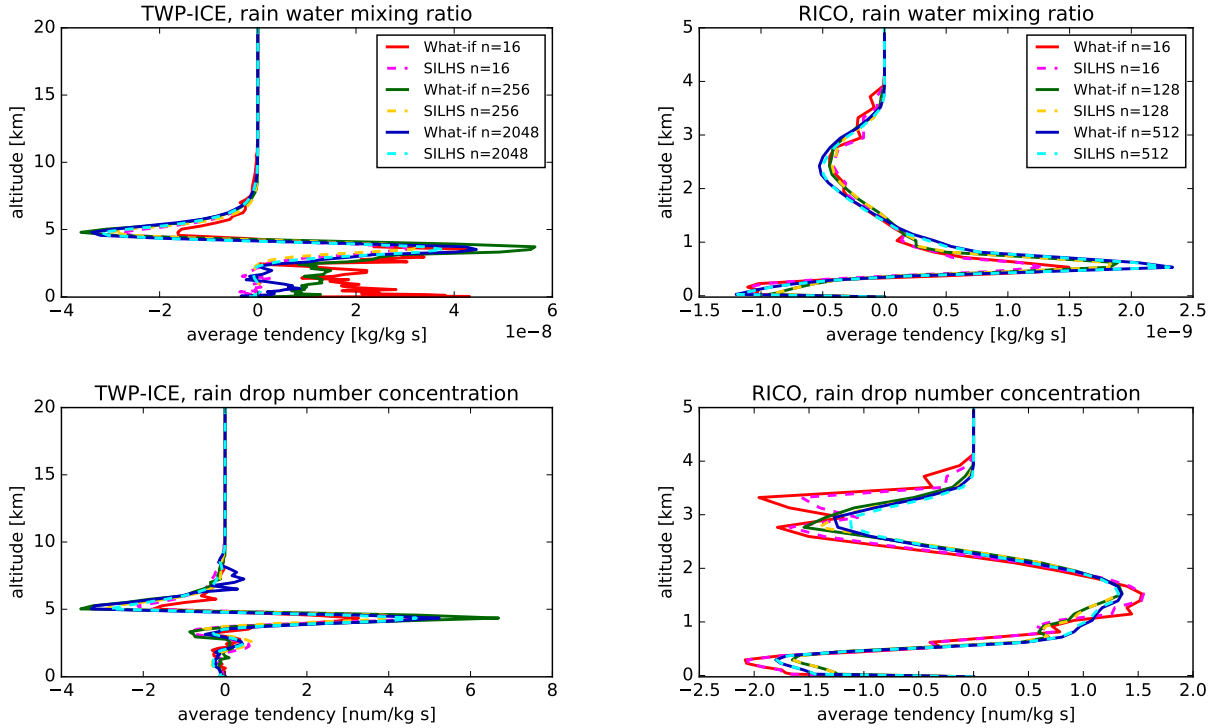 TWP-ICE, rain water mixing ratio
20
15
10
5
0
altitude [km]
What-if n=16
SILHS n=16
What-if n=256
SILHS n=256
What-if n=2048
SILHS n=2048
−4 −2 0 2 4 6 8
1e−8
average tendency [kg/kg s]
RICO, rain water mixing ratio
5
4
3
2
1
0
altitude [km]
What-if n=16
SILHS n=16
What-if n=128
SILHS n=128
What-if n=512
SILHS n=512
−1.5 −1.0 −0.5 0.0 0.5 1.0 1.5 2.0 2.5
1e−9
average tendency [kg/kg s]
TWP-ICE, rain drop number concentration
20
15
10
5
0
altitude [km]
−4 −2 0 2 4 6 8
average tendency [num/kg s]
RICO, rain drop number concentration
5
4
3
2
1
0
altitude [km]
−2.5 −2.0 −1.5 −1.0 −0.5 0.0 0.5 1.0 1.5 2.0
average tendency [num/kg s]